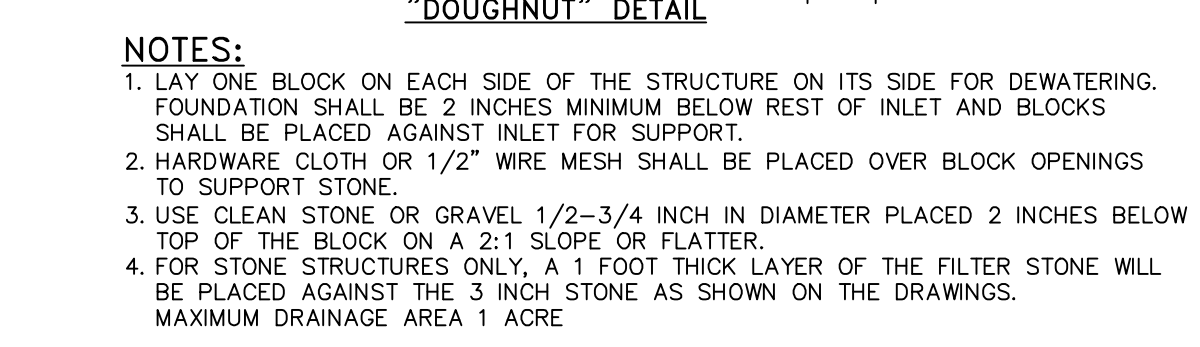 "DOUGHNUT" DETAIL
NOTES:
1. LAY ONE BLOCK ON EACH SIDE OF THE STRUCTURE ON ITS SIDE FOR DEWATERING.
FOUNDATION SHALL BE 2 INCHES MINIMUM BELOW REST OF INLET AND BLOCKS
SHALL BE PLACED AGAINST INLET FOR SUPPORT.
2. HARDWARE CLOTH OR 1/2" WIRE MESH SHALL BE PLACED OVER BLOCK OPENINGS
TO SUPPORT STONE.
3. USE CLEAN STONE OR GRAVEL 1/2-3/4 INCH IN DIAMETER PLACED 2 INCHES BELOW
TOP OF THE BLOCK ON A 2:1 SLOPE OR FLATTER.
4. FOR STONE STRUCTURES ONLY, A 1 FOOT THICK LAYER OF THE FILTER STONE WILL
BE PLACED AGAINST THE 3 INCH STONE AS SHOWN ON THE DRAWINGS.
MAXIMUM DRAINAGE AREA 1 ACRE